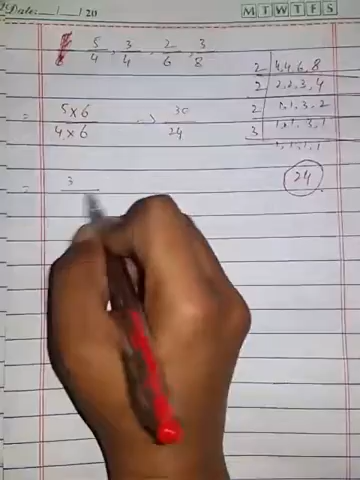 Date: __/__/20
M T W T F S
5/4, 3/4 2/6, 3/8
2 | 4, 4, 6, 8
2 | 2, 2, 3, 4
2 | 1, 1, 3, 2
3 | 1, 1, 3, 1
1, 1, 1, 1
= 5 × 6 / 4 × 6 → 30 / 24
24
= 3